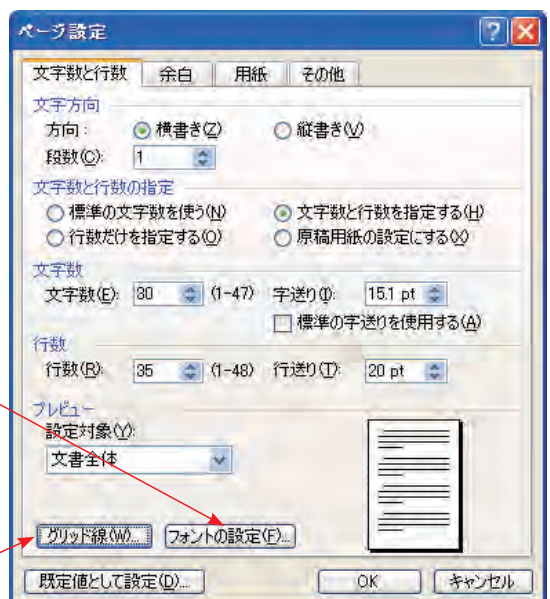 ページ設定
文字数と行数 余白 用紙 その他
文字方向
方向: 横書き(Z) 縦書き(V)
段数(C): 1
文字数と行数の指定
標準の文字数を使う(N) 文字数と行数を指定する(H)
行数だけを指定する(O) 原稿用紙の設定にする(X)
文字数
文字数(E): 30 (1-47) 字送り(I): 15.1 pt
標準の字送りを使用する(A)
行数
行数(R): 35 (1-48) 行送り(T): 20 pt
プレビュー
設定対象(Y):
文書全体
グリッド線(W)... フォントの設定(F)...
既定値として設定(D)... OK キャンセル